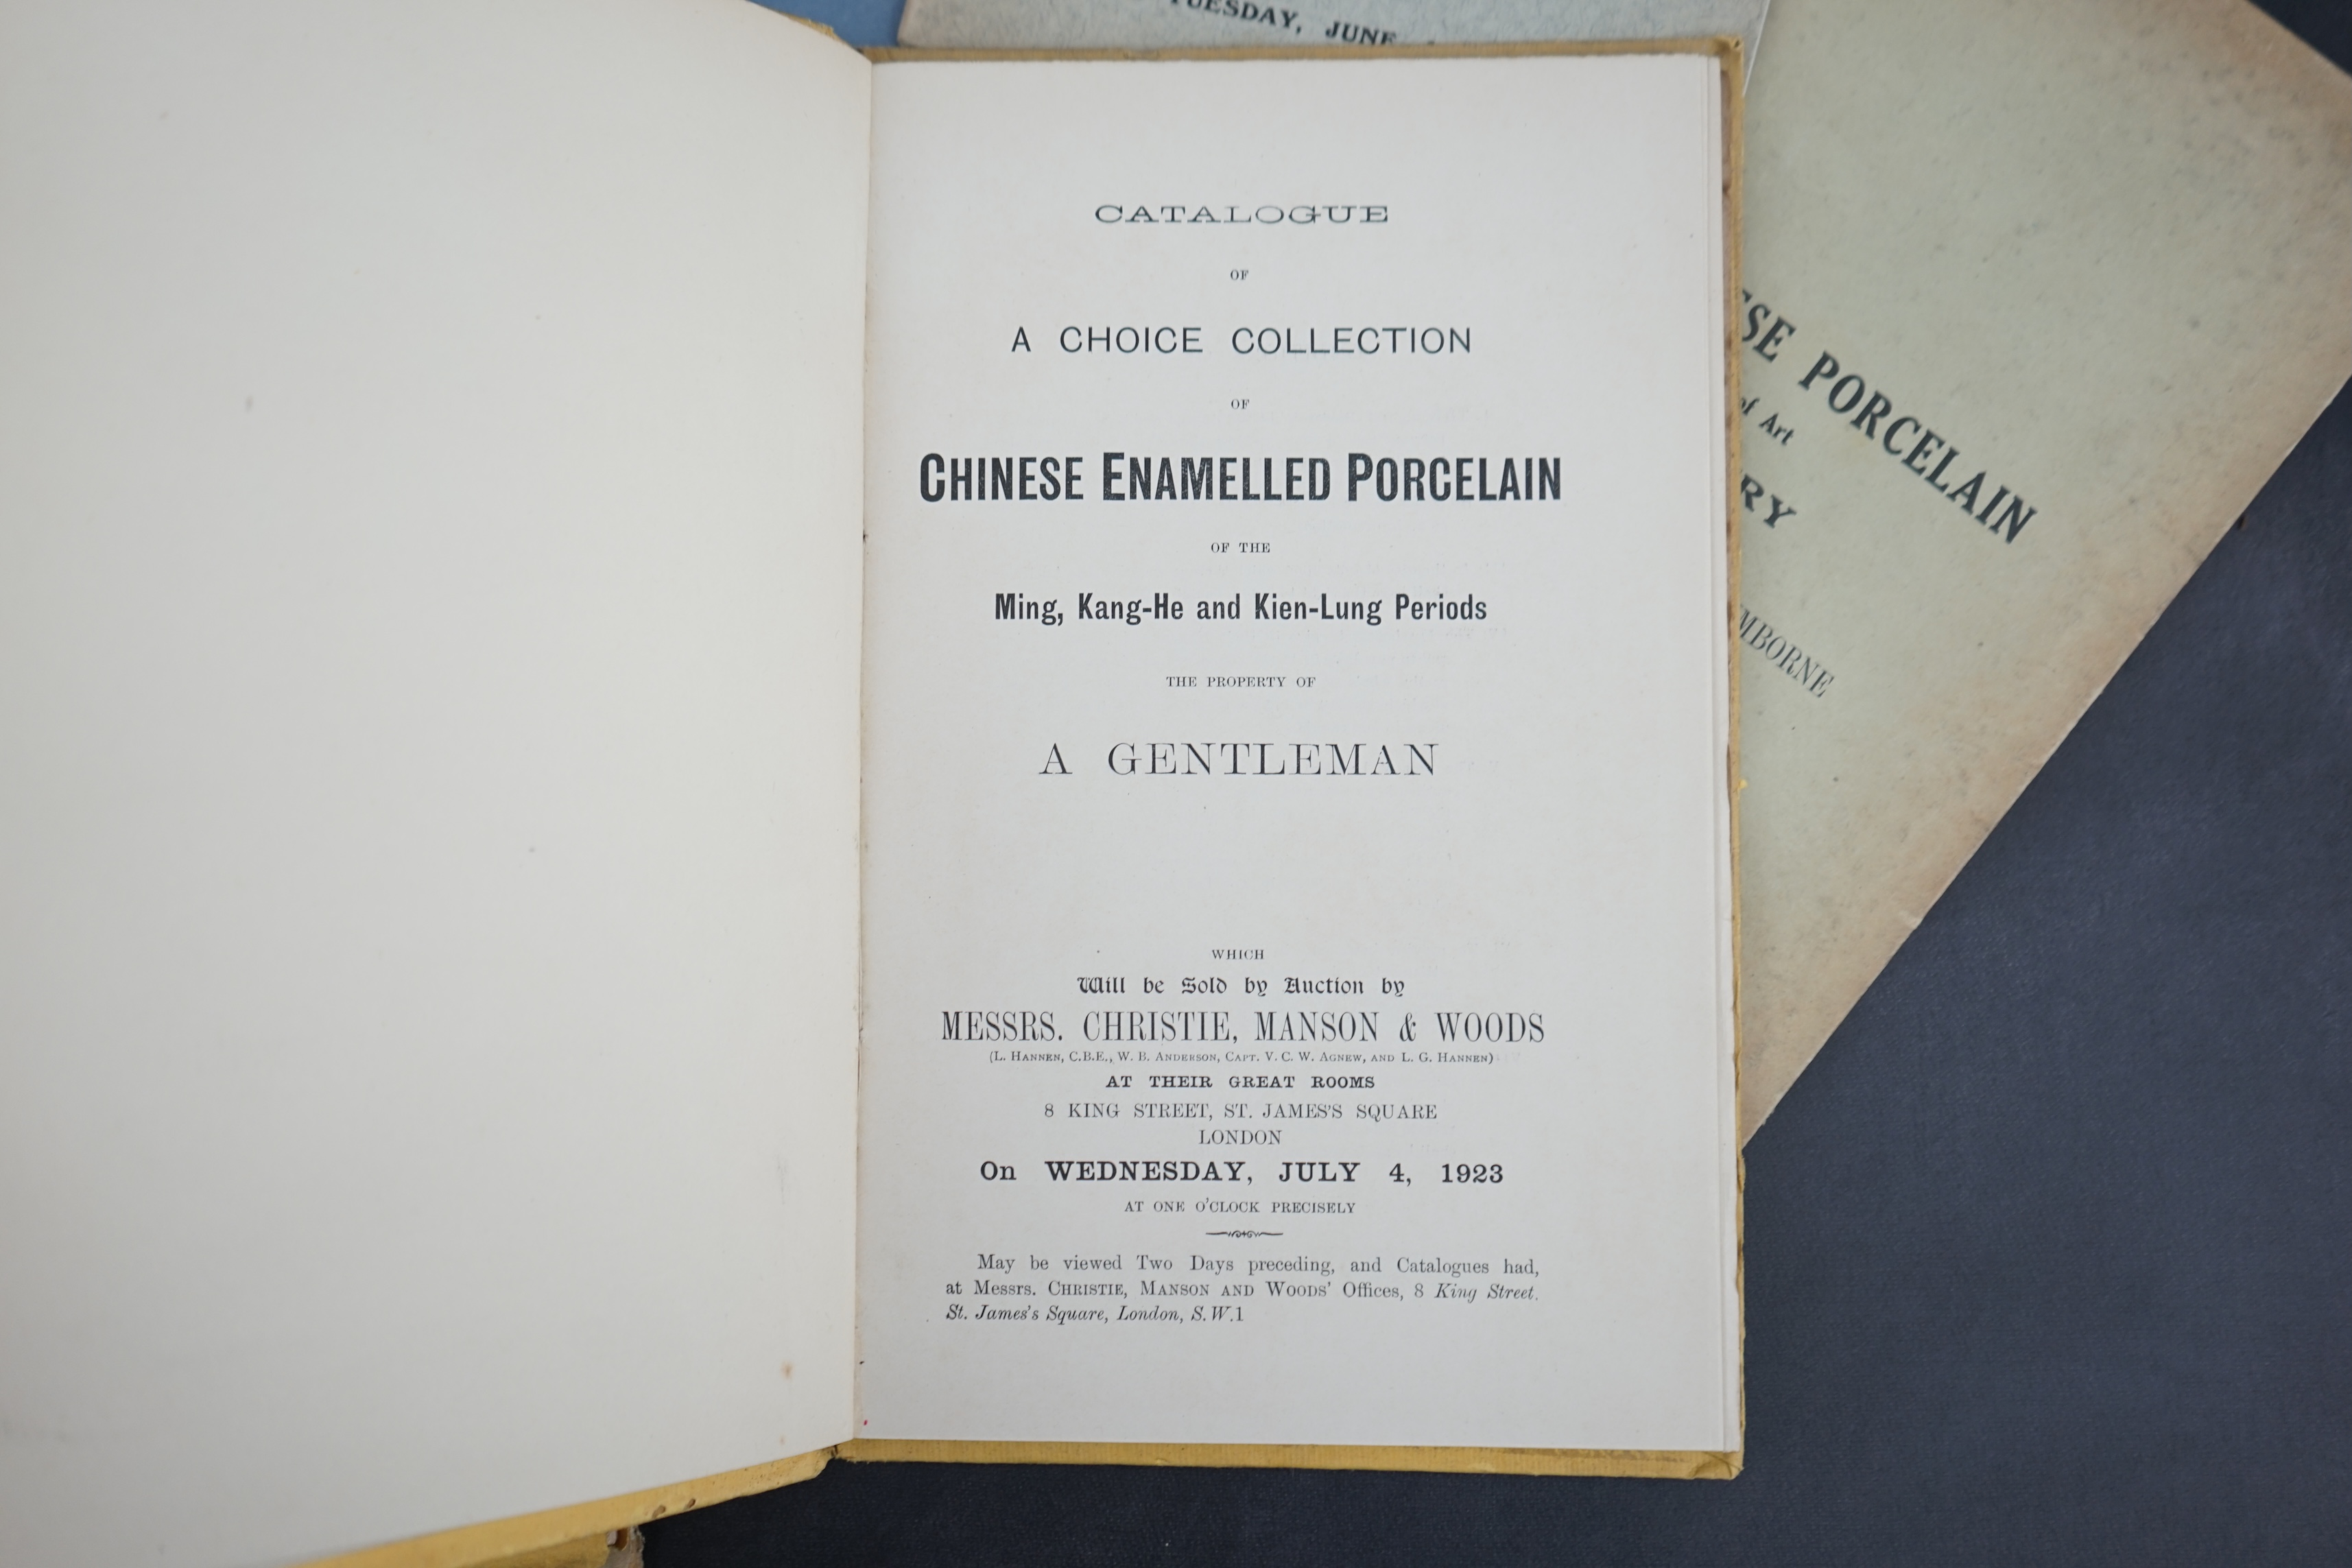 TUESDAY, JUNE
CATALOGUE
OF
A CHOICE COLLECTION
OF
CHINESE ENAMELLED PORCELAIN
OF THE
Ming, Kang-He and Kien-Lung Periods
THE PROPERTY OF
A GENTLEMAN
WHICH
Will be Sold by Auction by
MESSRS. CHRISTIE, MANSON & WOODS
(L. HANNEN, C.B.E., W. B. ANDERSON, CAPT. V. C. W. AGNEW, AND L. G. HANNEN)
AT THEIR GREAT ROOMS
8 KING STREET, ST. JAMES'S SQUARE
LONDON
On WEDNESDAY, JULY 4, 1923
AT ONE O'CLOCK PRECISELY
May be viewed Two Days preceding, and Catalogues had,
at Messrs. CHRISTIE, MANSON AND WOODS' Offices, 8 King Street.
St. James's Square, London, S.W.1
SE PORCELAIN
of Art
RY
MBORNE